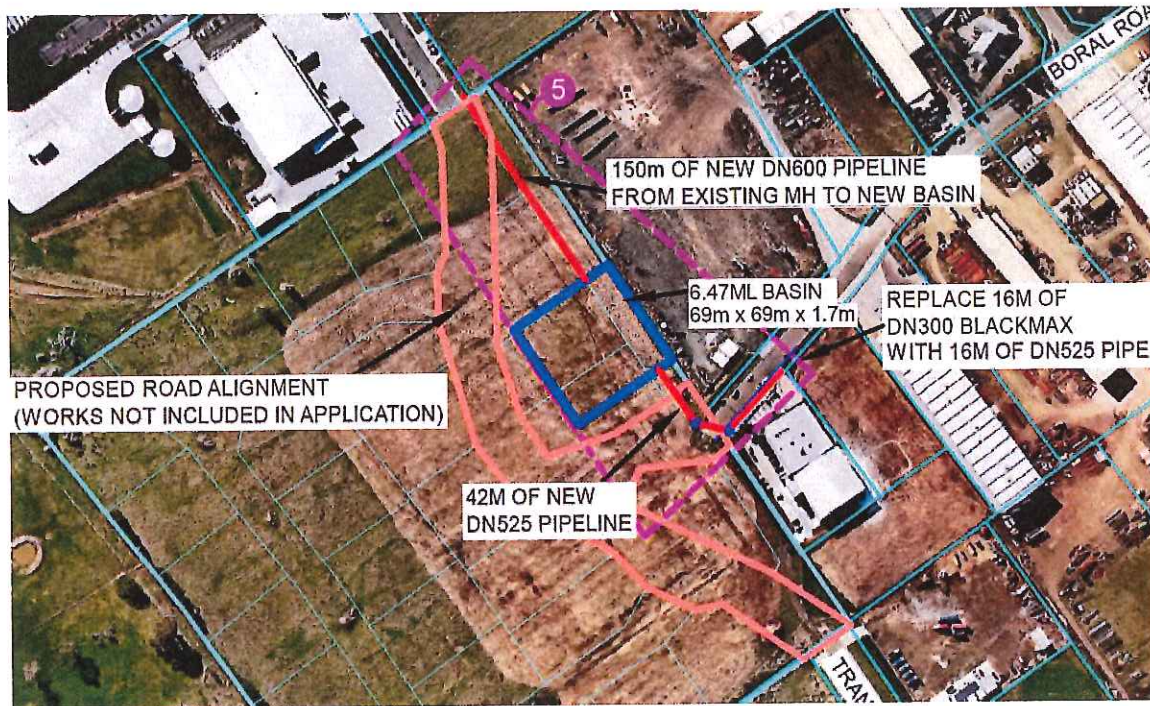 BORAL ROA
5
150m OF NEW DN600 PIPELINE
FROM EXISTING MH TO NEW BASIN
6.47ML BASIN
69m x 69m x 1.7m
REPLACE 16M OF
DN300 BLACKMAX
WITH 16M OF DN525 PIPE
PROPOSED ROAD ALIGNMENT
(WORKS NOT INCLUDED IN APPLICATION)
42M OF NEW
DN525 PIPELINE
TRAN